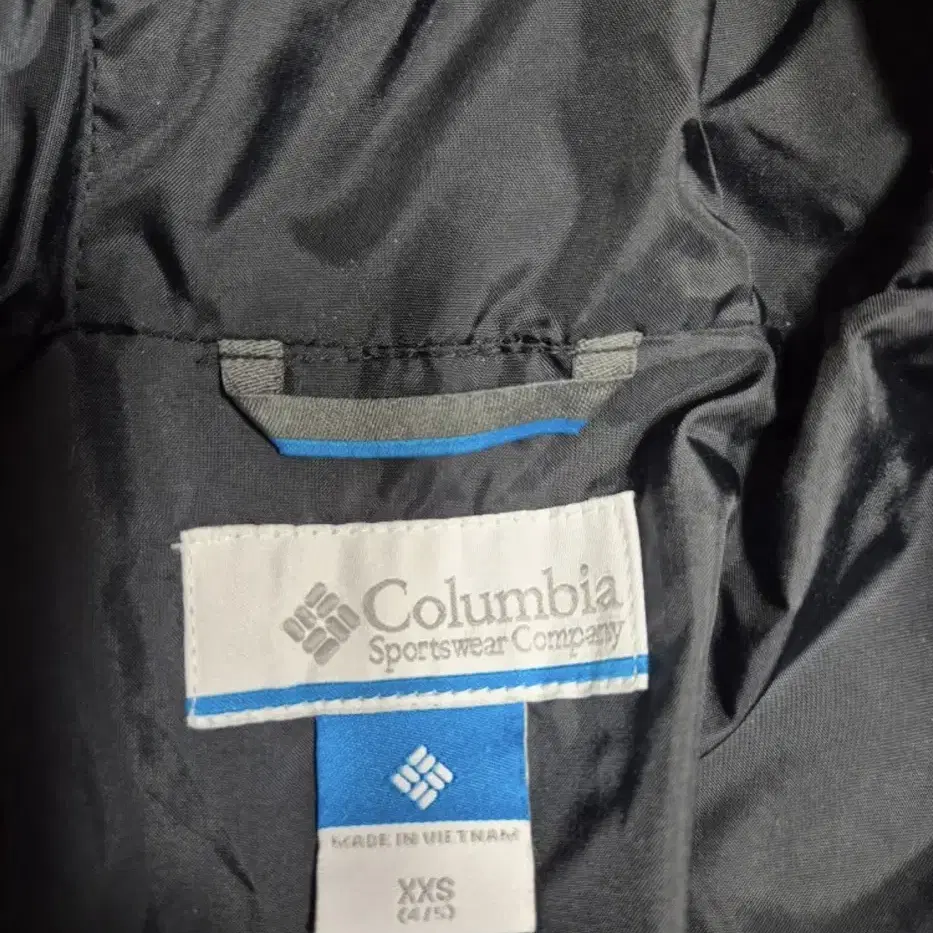 Columbia
Sportswear Company
MADE IN VIETNAM
XXS
(4/5)